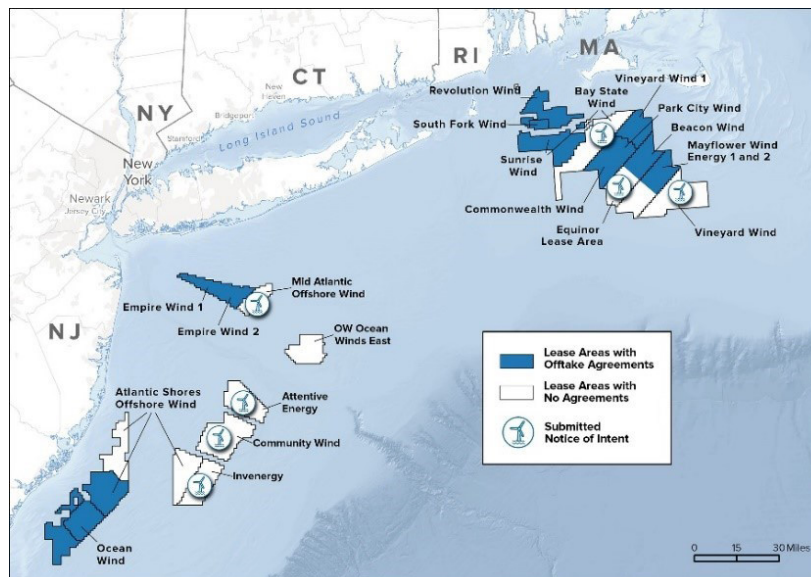 MA
RI
CT
NY
NJ
New
Haven
Bridgeport
Stamford
Long Island Sound
New
York
Newark
Jersey City
Revolution Wind
Bay State
Wind
Vineyard Wind 1
South Fork Wind
Park City Wind
Beacon Wind
Sunrise
Wind
Mayflower Wind
Energy 1 and 2
Commonwealth Wind
Equinor
Lease Area
Vineyard Wind
Mid Atlantic
Offshore Wind
Empire Wind 1
Empire Wind 2
OW Ocean
Winds East
Atlantic Shores
Offshore Wind
Attentive
Energy
Community Wind
Invenergy
Ocean
Wind
Lease Areas with
Offtake Agreements
Lease Areas with
No Agreements
Submitted
Notice of Intent
0 15 30 Miles